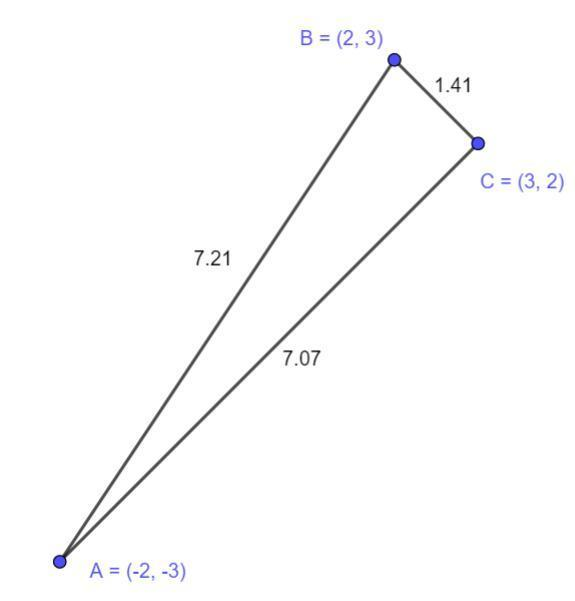 B = (2, 3)
1.41
C = (3, 2)
7.21
7.07
A = (-2, -3)